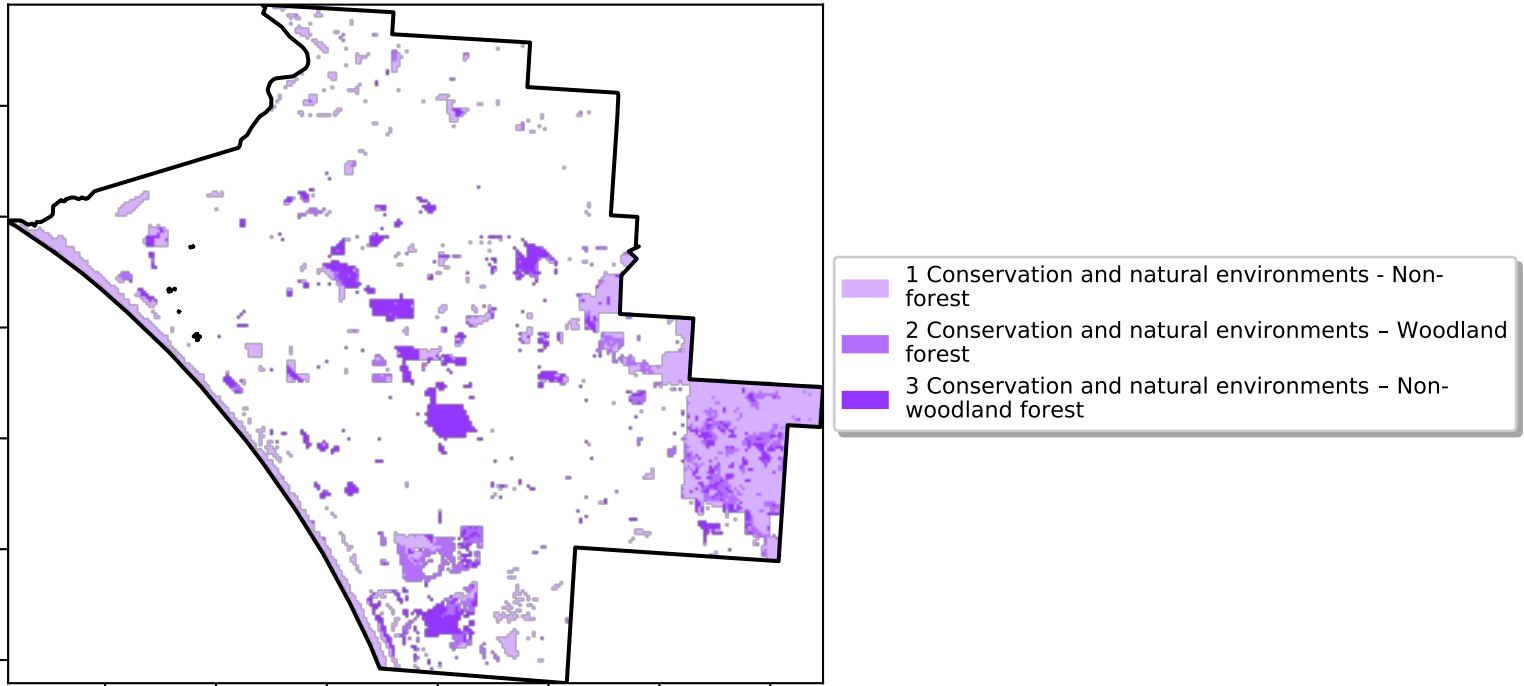 1 Conservation and natural environments - Non-
forest
2 Conservation and natural environments – Woodland
forest
3 Conservation and natural environments – Non-
woodland forest